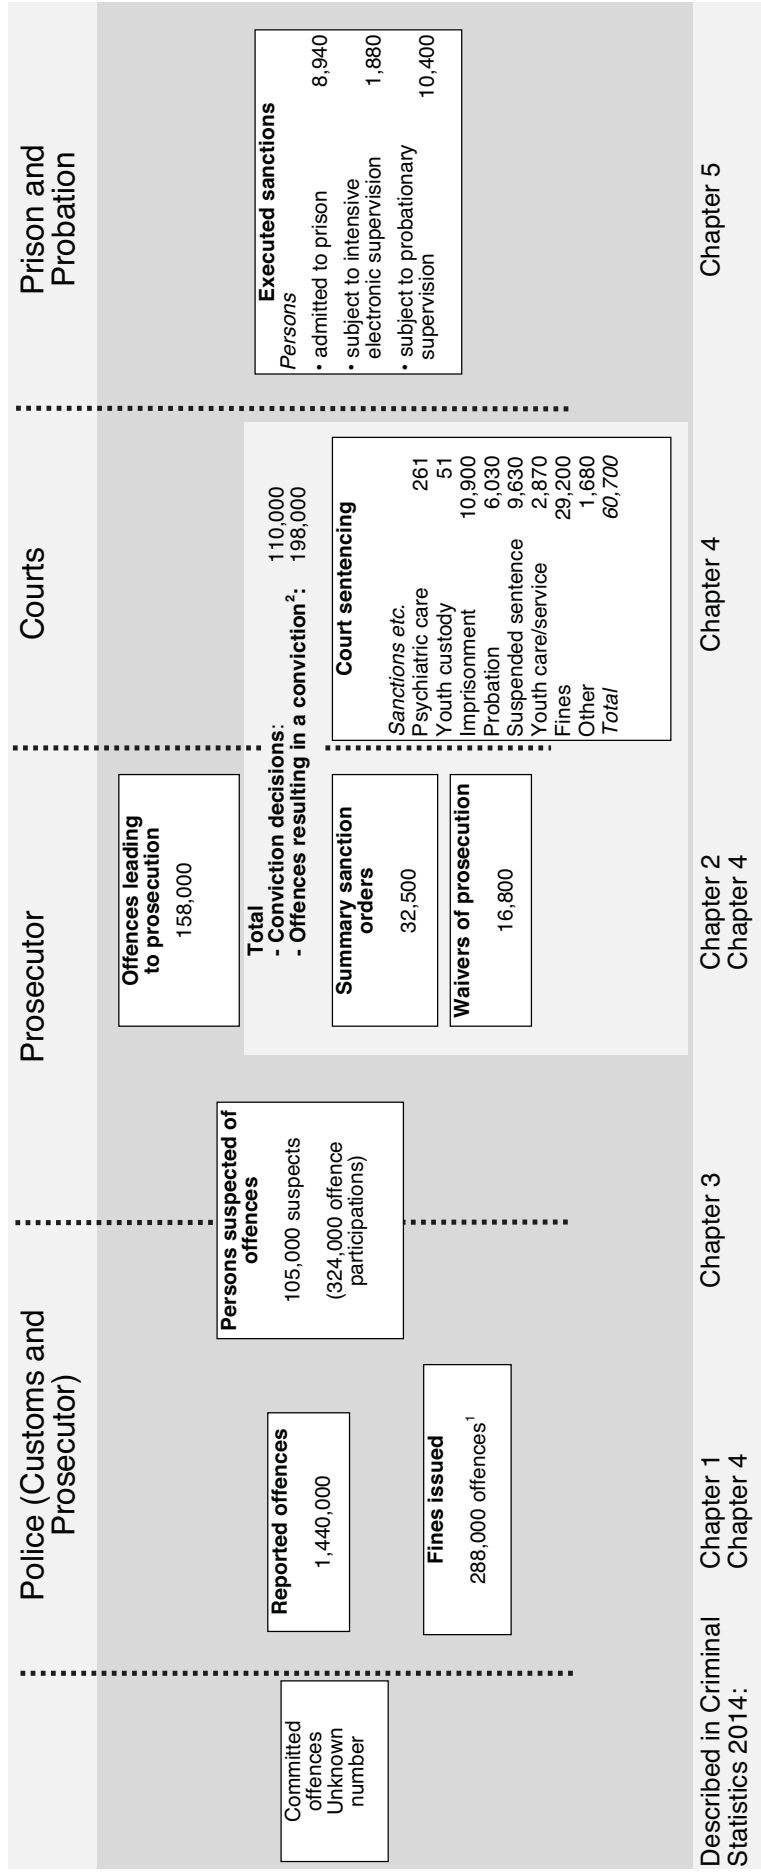 Police (Customs and
Prosecutor)
Prosecutor
Courts
Prison and
Probation
Committed
offences
Unknown
number
Reported offences
1,440,000
Fines issued
288,000 offences¹
Persons suspected of
offences
105,000 suspects
(324,000 offence
participations)
Offences leading
to prosecution
158,000
Total
- Conviction decisions: 110,000
- Offences resulting in a conviction²: 198,000
Summary sanction
orders
32,500
Waivers of prosecution
16,800
Court sentencing
Sanctions etc.
Psychiatric care 261
Youth custody 51
Imprisonment 10,900
Probation 6,030
Suspended sentence 9,630
Youth care/service 2,870
Fines 29,200
Other 1,680
Total 60,700
Executed sanctions
Persons
• admitted to prison 8,940
• subject to intensive
electronic supervision 1,880
• subject to probationary
supervision 10,400
Described in Criminal
Statistics 2014:
Chapter 1
Chapter 4
Chapter 3
Chapter 2
Chapter 4
Chapter 4
Chapter 5